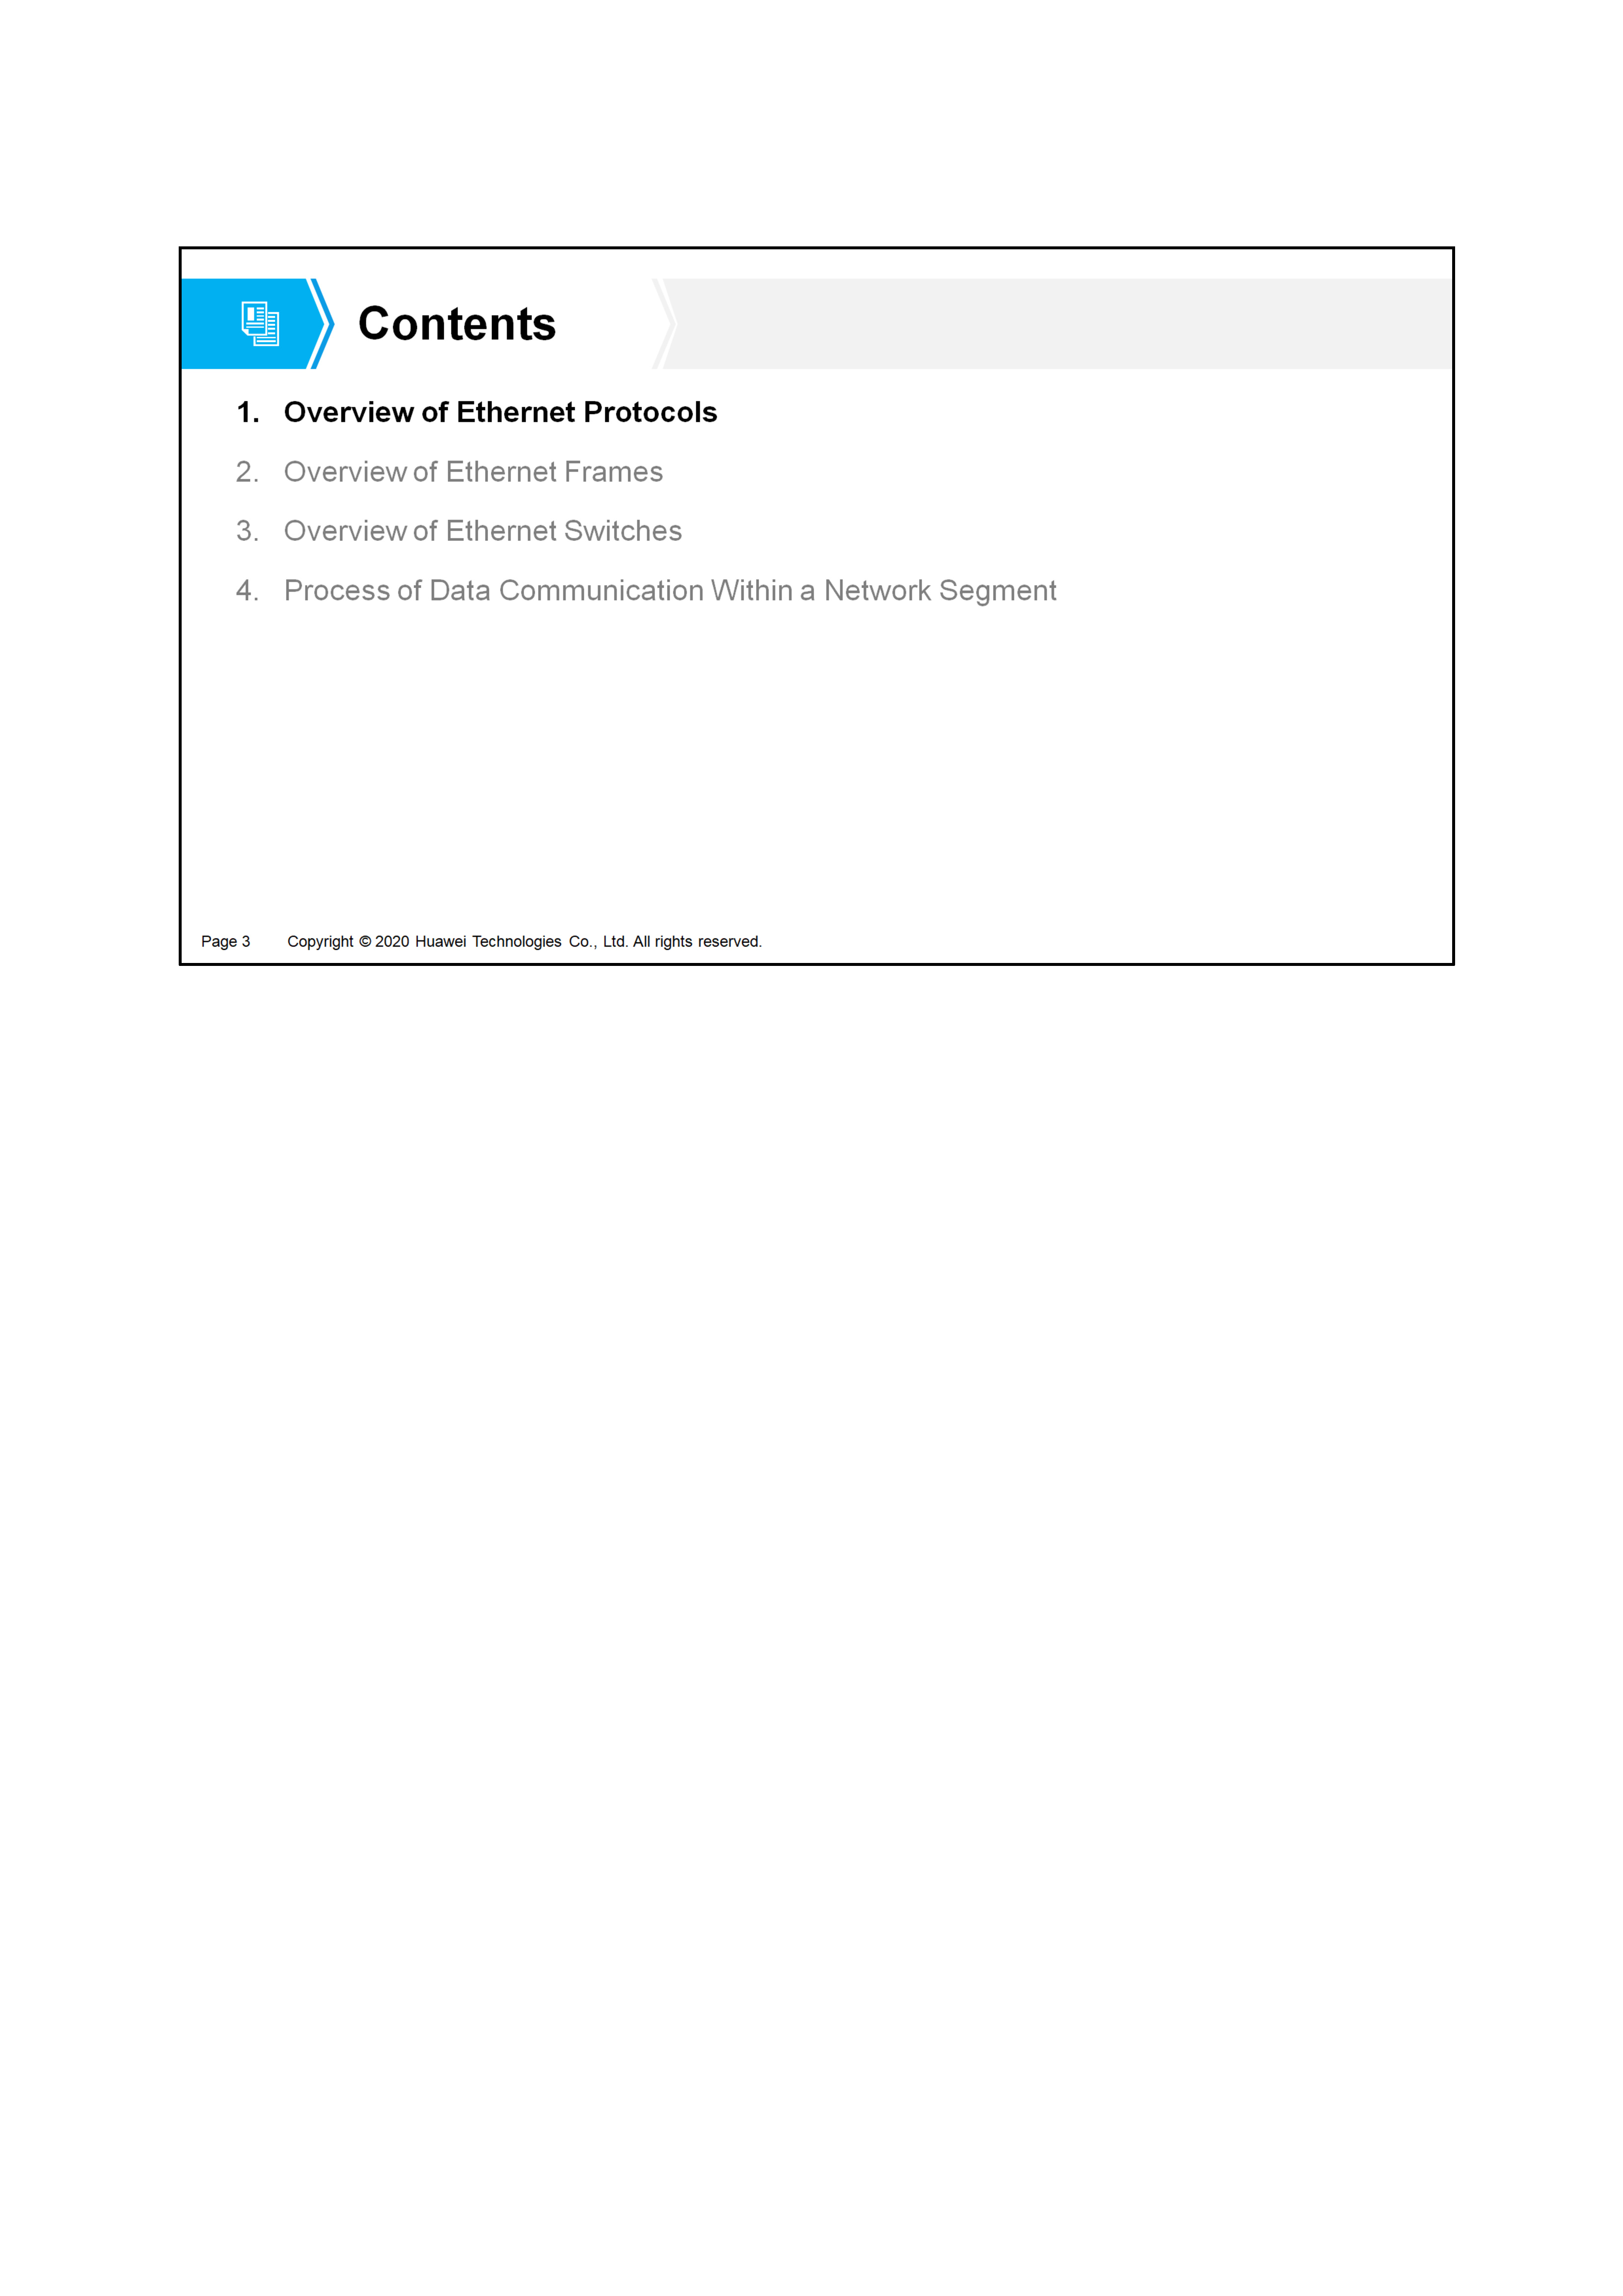 Contents
1. Overview of Ethernet Protocols
2. Overview of Ethernet Frames
3. Overview of Ethernet Switches
4. Process of Data Communication Within a Network Segment
Page 3 Copyright © 2020 Huawei Technologies Co., Ltd. All rights reserved.